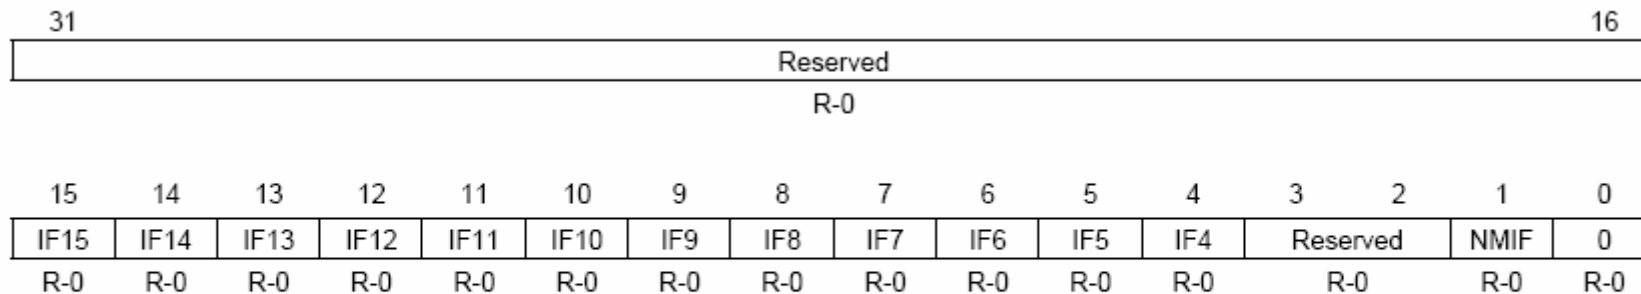 31 16
Reserved
R-0
15 14 13 12 11 10 9 8 7 6 5 4 3 2 1 0
IF15 IF14 IF13 IF12 IF11 IF10 IF9 IF8 IF7 IF6 IF5 IF4 Reserved NMIF 0
R-0 R-0 R-0 R-0 R-0 R-0 R-0 R-0 R-0 R-0 R-0 R-0 R-0 R-0 R-0